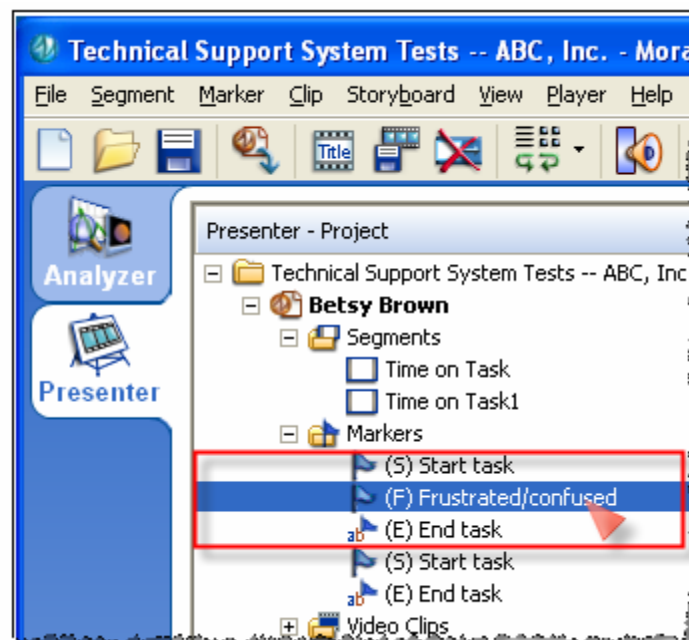 Technical Support System Tests -- ABC, Inc. - Mora
File Segment Marker Clip Storyboard View Player Help
Title
Analyzer
Presenter
Presenter - Project
Technical Support System Tests -- ABC, Inc
Betsy Brown
Segments
Time on Task
Time on Task1
Markers
(S) Start task
(F) Frustrated/confused
ab (E) End task
(S) Start task
ab (E) End task
Video Clips